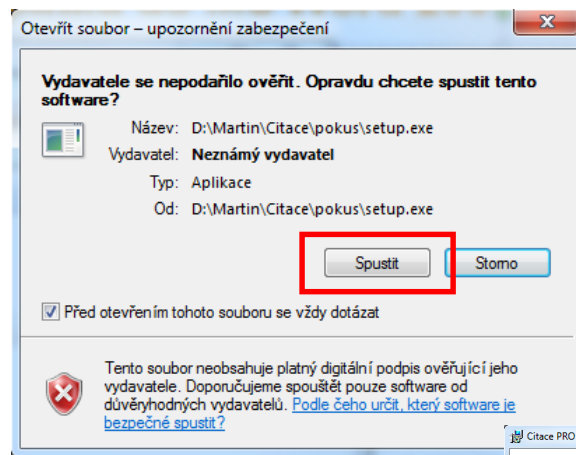 Otevřít soubor – upozornění zabezpečení
Vydavatele se nepodařilo ověřit. Opravdu chcete spustit tento
software?
Název: D:\Martin\Citace\pokus\setup.exe
Vydavatel: Neznámý vydavatel
Typ: Aplikace
Od: D:\Martin\Citace\pokus\setup.exe
Spustit Storno
Před otevřením tohoto souboru se vždy dotázat
Tento soubor neobsahuje platný digitální podpis ověřující jeho
vydavatele. Doporučujeme spouštět pouze software od
důvěryhodných vydavatelů. Podle čeho určit, který software je
bezpečné spustit?
Citace PRO